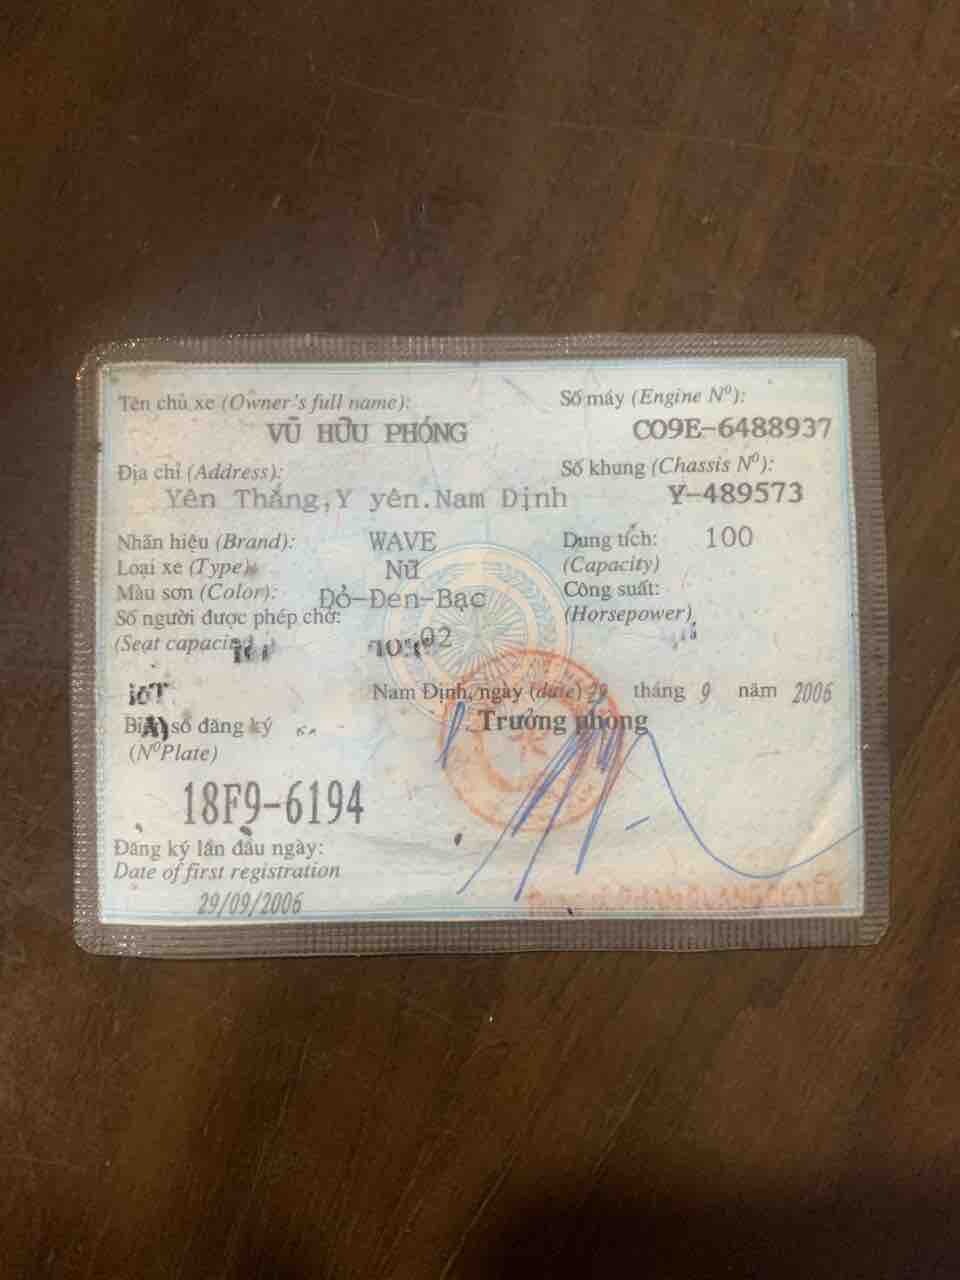 Tên chủ xe (Owner's full name):
VŨ HỮU PHÓNG
Số máy (Engine Nº):
CO9E-6488937
Địa chỉ (Address):
Yên Thắng,Y yên.Nam Định
Số khung (Chassis Nº):
Y-489573
Nhãn hiệu (Brand): WAVE
Loại xe (Type): Nữ
Màu sơn (Color): Đỏ-Đen-Bạc
Số người được phép chở:
(Seat capacity) 02
Dung tích: 100
(Capacity)
Công suất:
(Horsepower)
Nam Định, ngày (date) 29 tháng 9 năm 2006
Trưởng phòng
Biển số đăng ký
(NºPlate)
18F9-6194
Đăng ký lần đầu ngày:
Date of first registration
29/09/2006